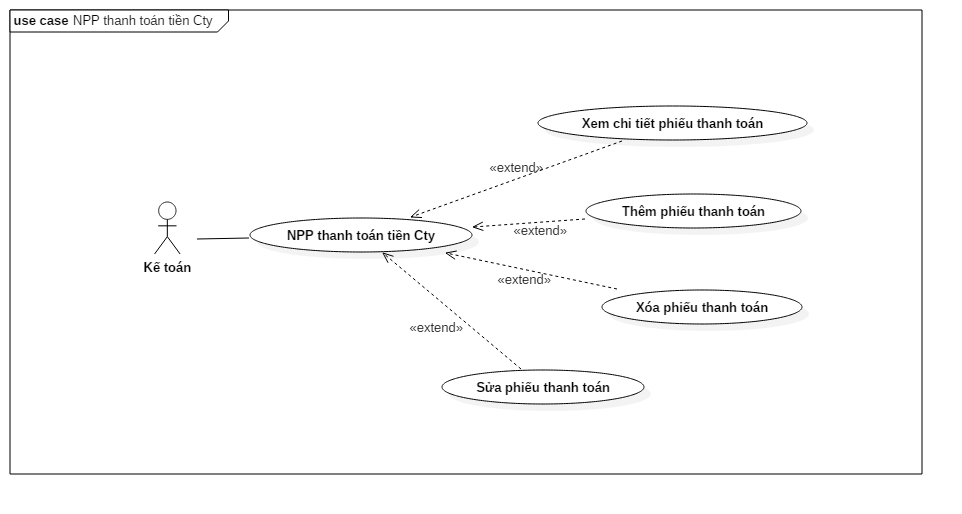 use case NPP thanh toán tiền Cty
Xem chi tiết phiếu thanh toán
«extend»
Thêm phiếu thanh toán
«extend»
NPP thanh toán tiền Cty
Kế toán
«extend»
Xóa phiếu thanh toán
«extend»
Sửa phiếu thanh toán